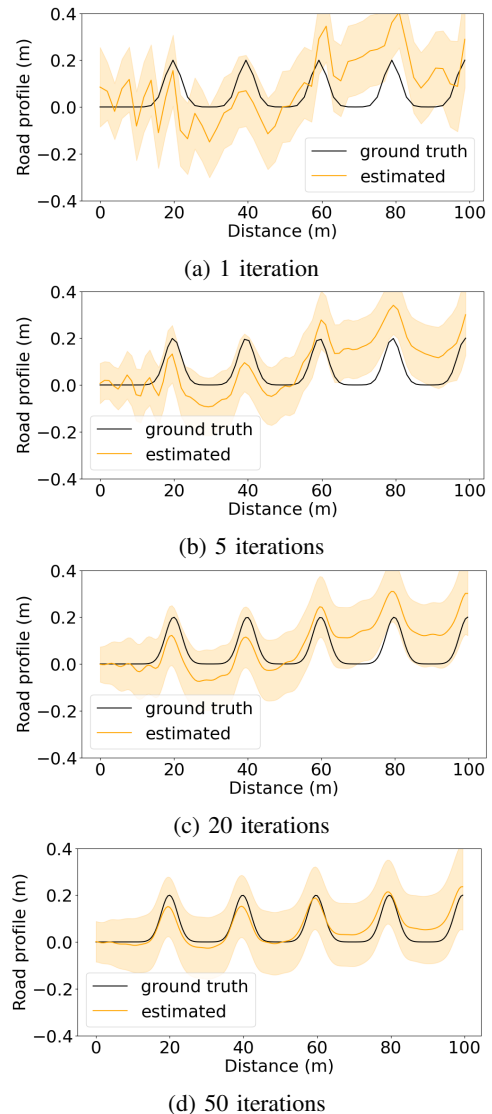 Road profile (m)
0.4
0.2
0.0
−0.2
−0.4
ground truth
estimated
0 20 40 60 80 100
Distance (m)
(a) 1 iteration
Road profile (m)
0.4
0.2
0.0
−0.2
−0.4
ground truth
estimated
0 20 40 60 80 100
Distance (m)
(b) 5 iterations
Road profile (m)
0.4
0.2
0.0
−0.2
−0.4
ground truth
estimated
0 20 40 60 80 100
Distance (m)
(c) 20 iterations
Road profile (m)
0.4
0.2
0.0
−0.2
−0.4
ground truth
estimated
0 20 40 60 80 100
Distance (m)
(d) 50 iterations